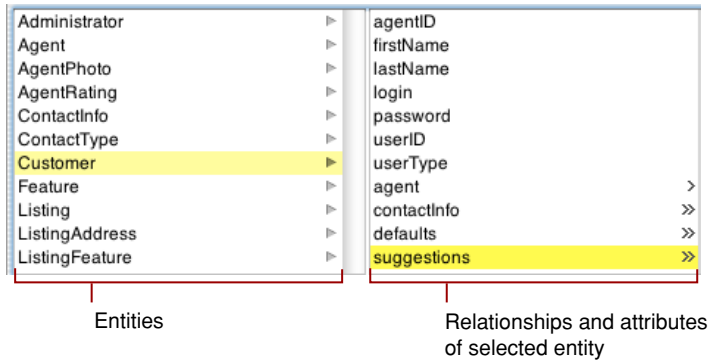 Administrator
Agent
AgentPhoto
AgentRating
ContactInfo
ContactType
Customer
Feature
Listing
ListingAddress
ListingFeature
agentID
firstName
lastName
login
password
userID
userType
agent
contactInfo
defaults
suggestions
Entities
Relationships and attributes
of selected entity